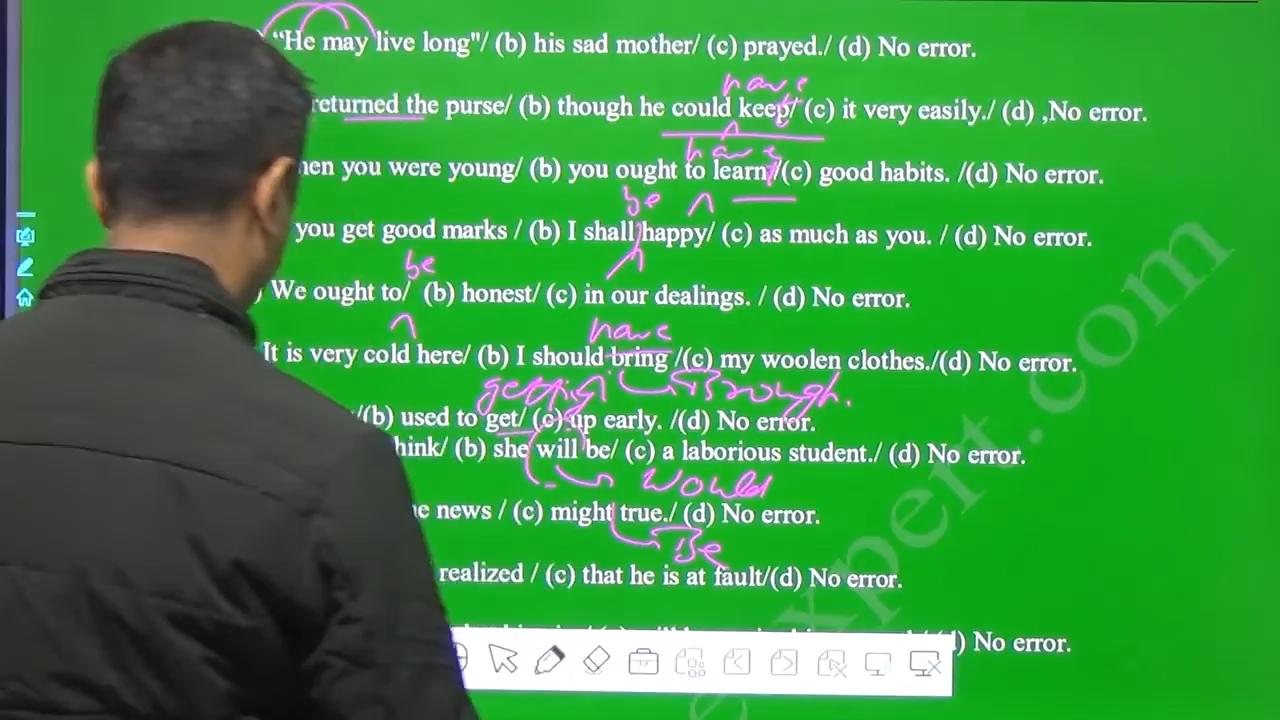 "He may live long"/ (b) his sad mother/ (c) prayed./ (d) No error.
have
returned the purse/ (b) though he could keep/ (c) it very easily./ (d) ,No error.
have
you were young/ (b) you ought to learn/(c) good habits. /(d) No error.
be
you get good marks / (b) I shall happy/ (c) as much as you. / (d) No error.
be
We ought to/ (b) honest/ (c) in our dealings. / (d) No error.
have
It is very cold here/ (b) I should bring /(c) my woolen clothes./(d) No error.
/(b) used to get/ (c) up early. /(d) No error.
(b) she will be/ (c) a laborious student./ (d) No error.
would
news / (c) might true./ (d) No error.
Be
realized / (c) that he is at fault/(d) No error.
No error.
xpert.com